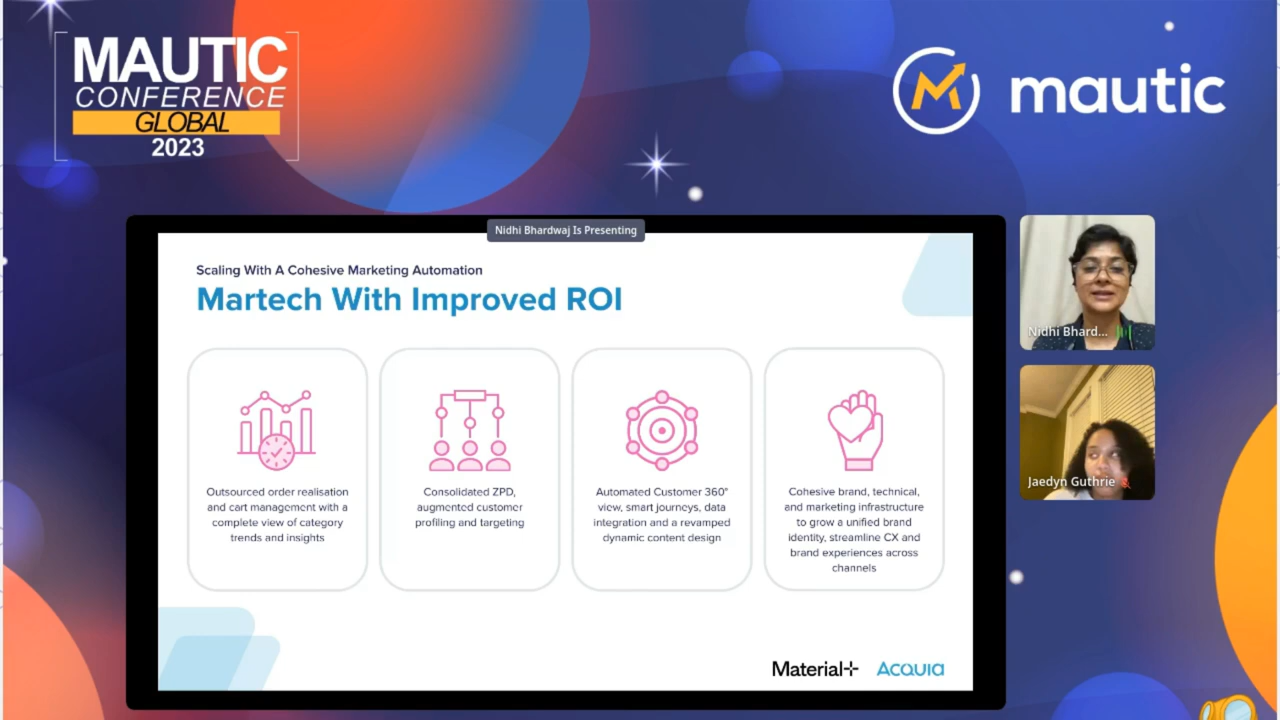 MAUTIC
CONFERENCE
GLOBAL
2023
mautic
Nidhi Bhardwaj Is Presenting
Scaling With A Cohesive Marketing Automation
Martech With Improved ROI
Outsourced order realisation
and cart management with a
complete view of category
trends and insights
Consolidated ZPD,
augmented customer
profiling and targeting
Automated Customer 360°
view, smart journeys, data
integration and a revamped
dynamic content design
Cohesive brand, technical,
and marketing infrastructure
to grow a unified brand
identity, streamline CX and
brand experiences across
channels
Material+
Acquia
Nidhi Bhard...
Jaedyn Guthrie